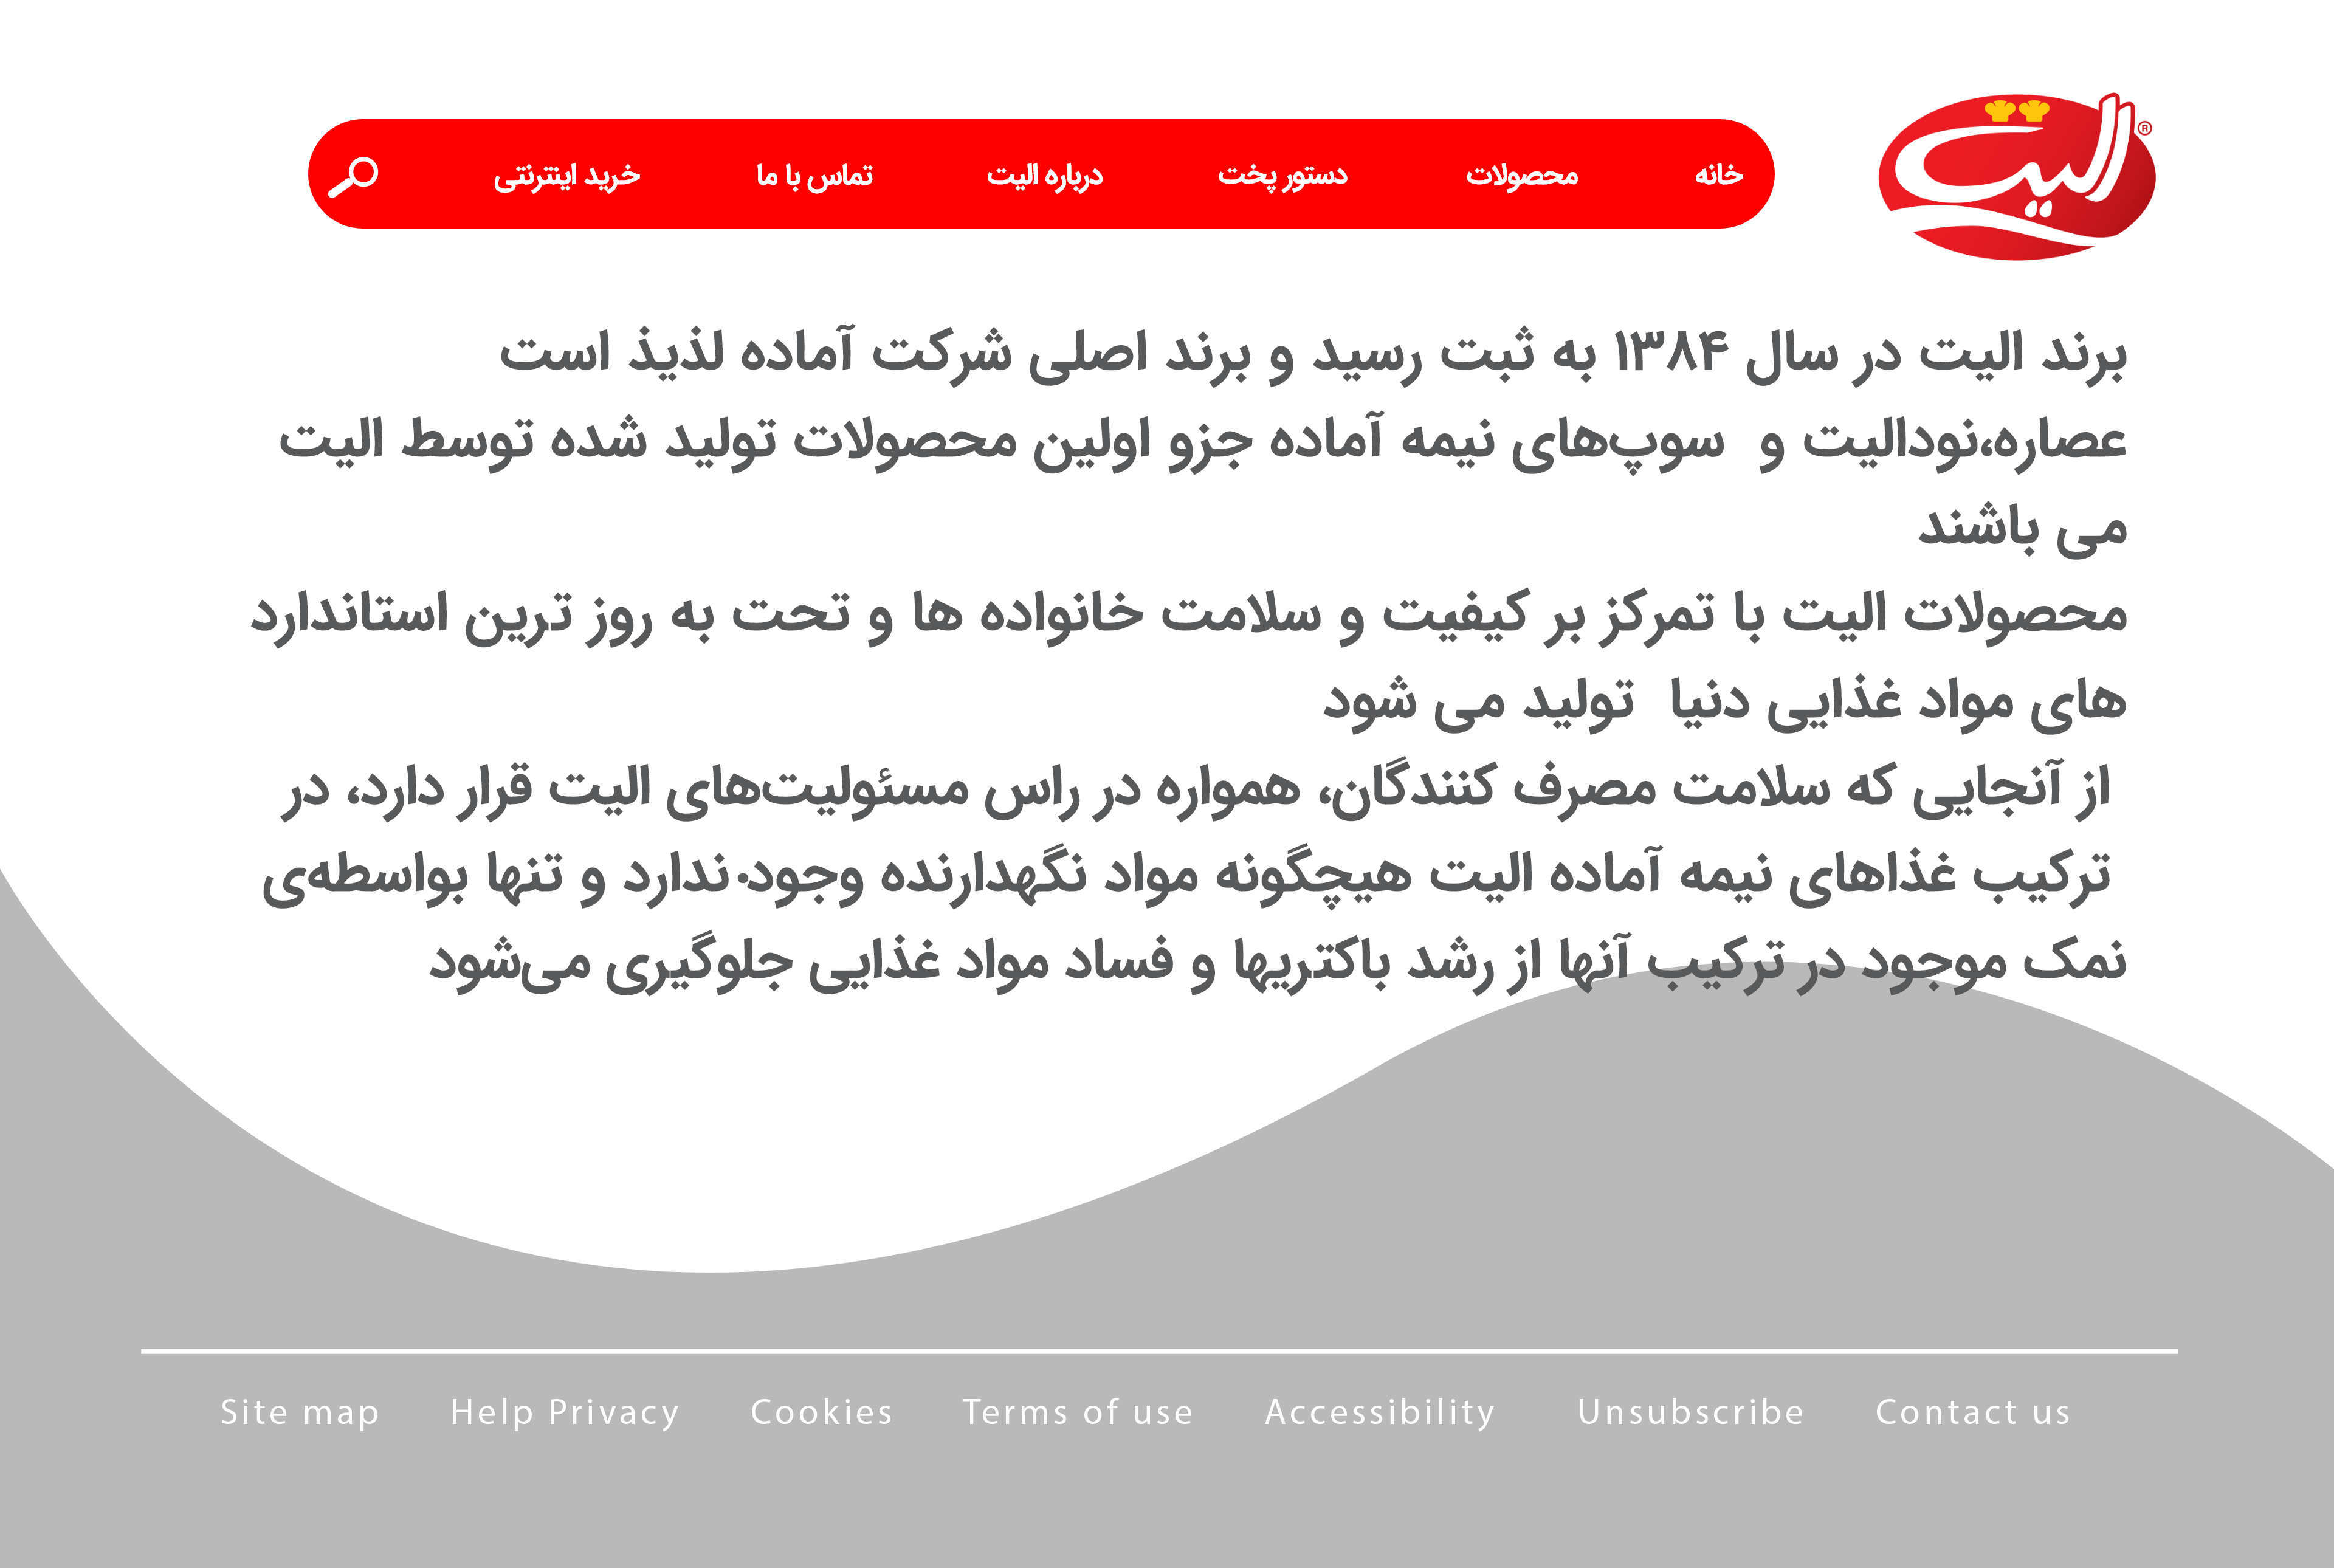 الیت ®
خانه محصولات دستور پخت درباره الیت تماس با ما خرید اینترنتی
برند الیت در سال ۱۳۸۴ به ثبت رسید و برند اصلی شرکت آماده لذیذ است
عصاره،نودالیت و سوپ‌های نیمه آماده جزو اولین محصولات تولید شده توسط الیت
می باشند
محصولات الیت با تمرکز بر کیفیت و سلامت خانواده ها و تحت به روز ترین استاندارد
های مواد غذایی دنیا تولید می شود
از آنجایی که سلامت مصرف کنندگان، همواره در راس مسئولیت‌های الیت قرار دارد، در
ترکیب غذاهای نیمه آماده الیت هیچگونه مواد نگهدارنده وجود۰ندارد و تنها بواسطه‌ی
نمک موجود در ترکیب آنها از رشد باکتریها و فساد مواد غذایی جلوگیری می‌شود
Site map Help Privacy Cookies Terms of use Accessibility Unsubscribe Contact us